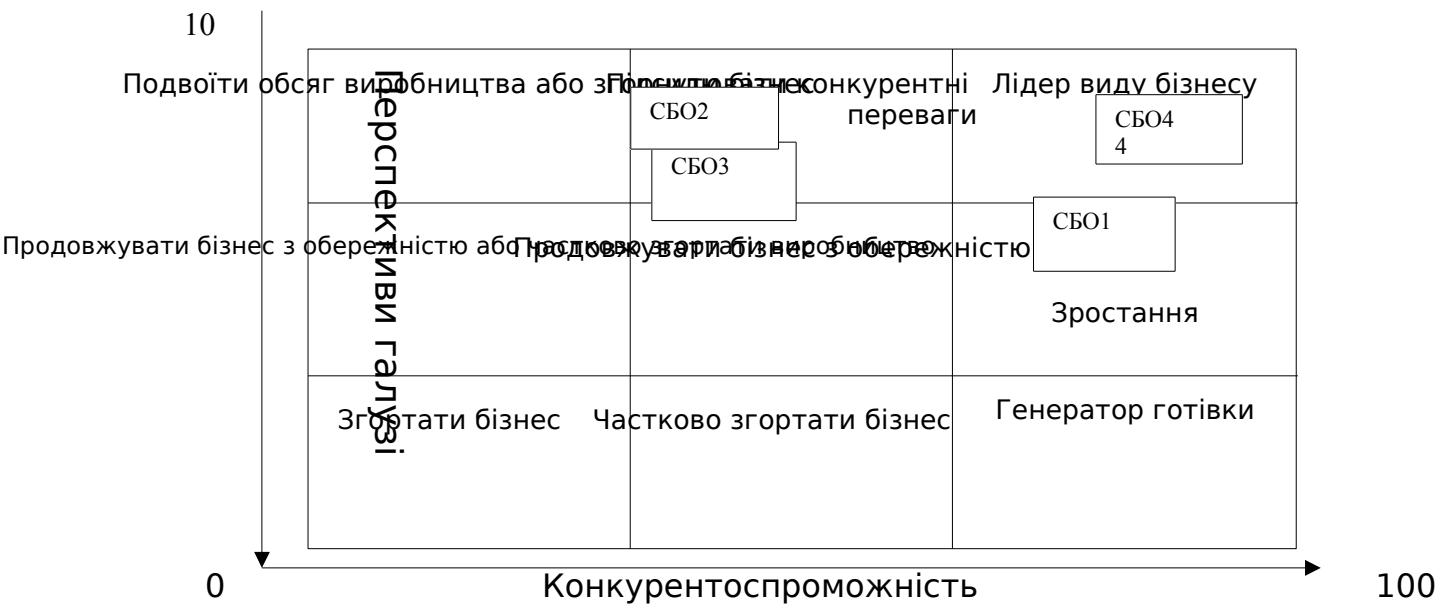 10
Подвоїти обсяг виробництва або згорнути бізнес
Підсилювати конкурентні
переваги
Лідер виду бізнесу
СБО2
СБО4
4
СБО3
Перспективи галузі
СБО1
Продовжувати бізнес з обережністю або частково згортати виробництво
Продовжувати бізнес з обережністю
Зростання
Згортати бізнес
Частково згортати бізнес
Генератор готівки
0
Конкурентоспроможність
100